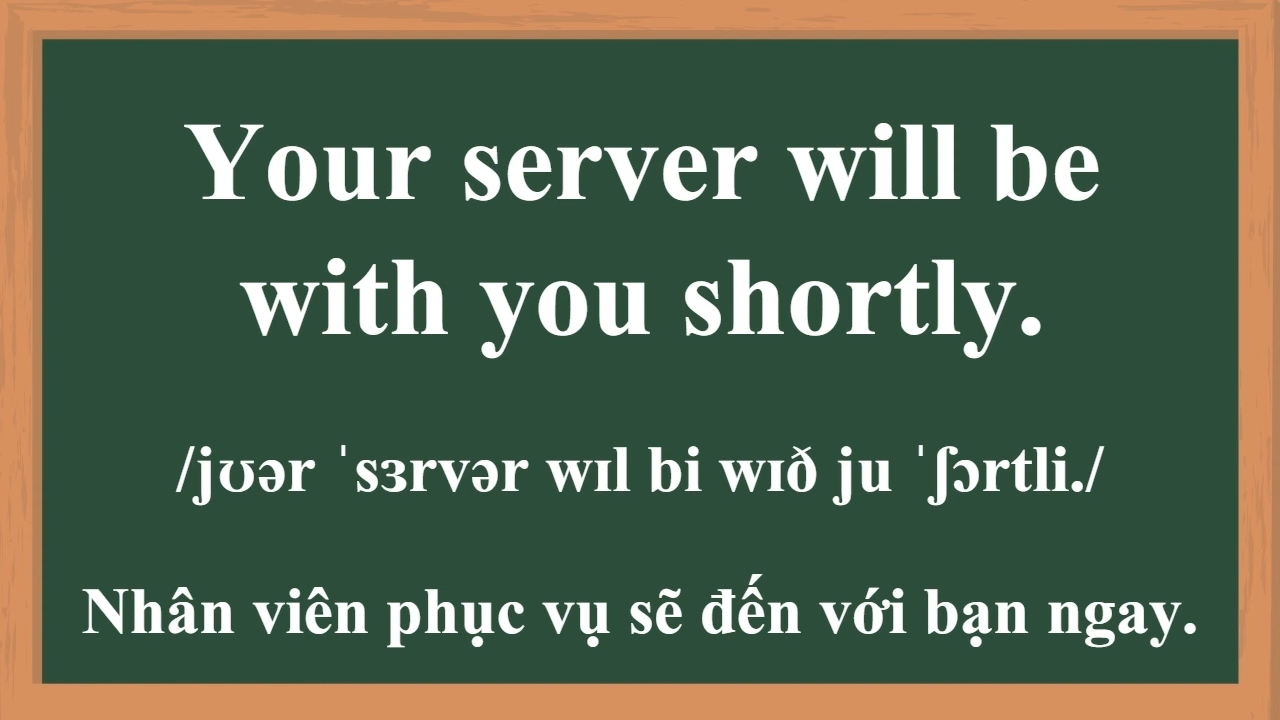 Your server will be
with you shortly.
/jʊər ˈsɜrvər wɪl bi wɪð ju ˈʃɔrtli./
Nhân viên phục vụ sẽ đến với bạn ngay.